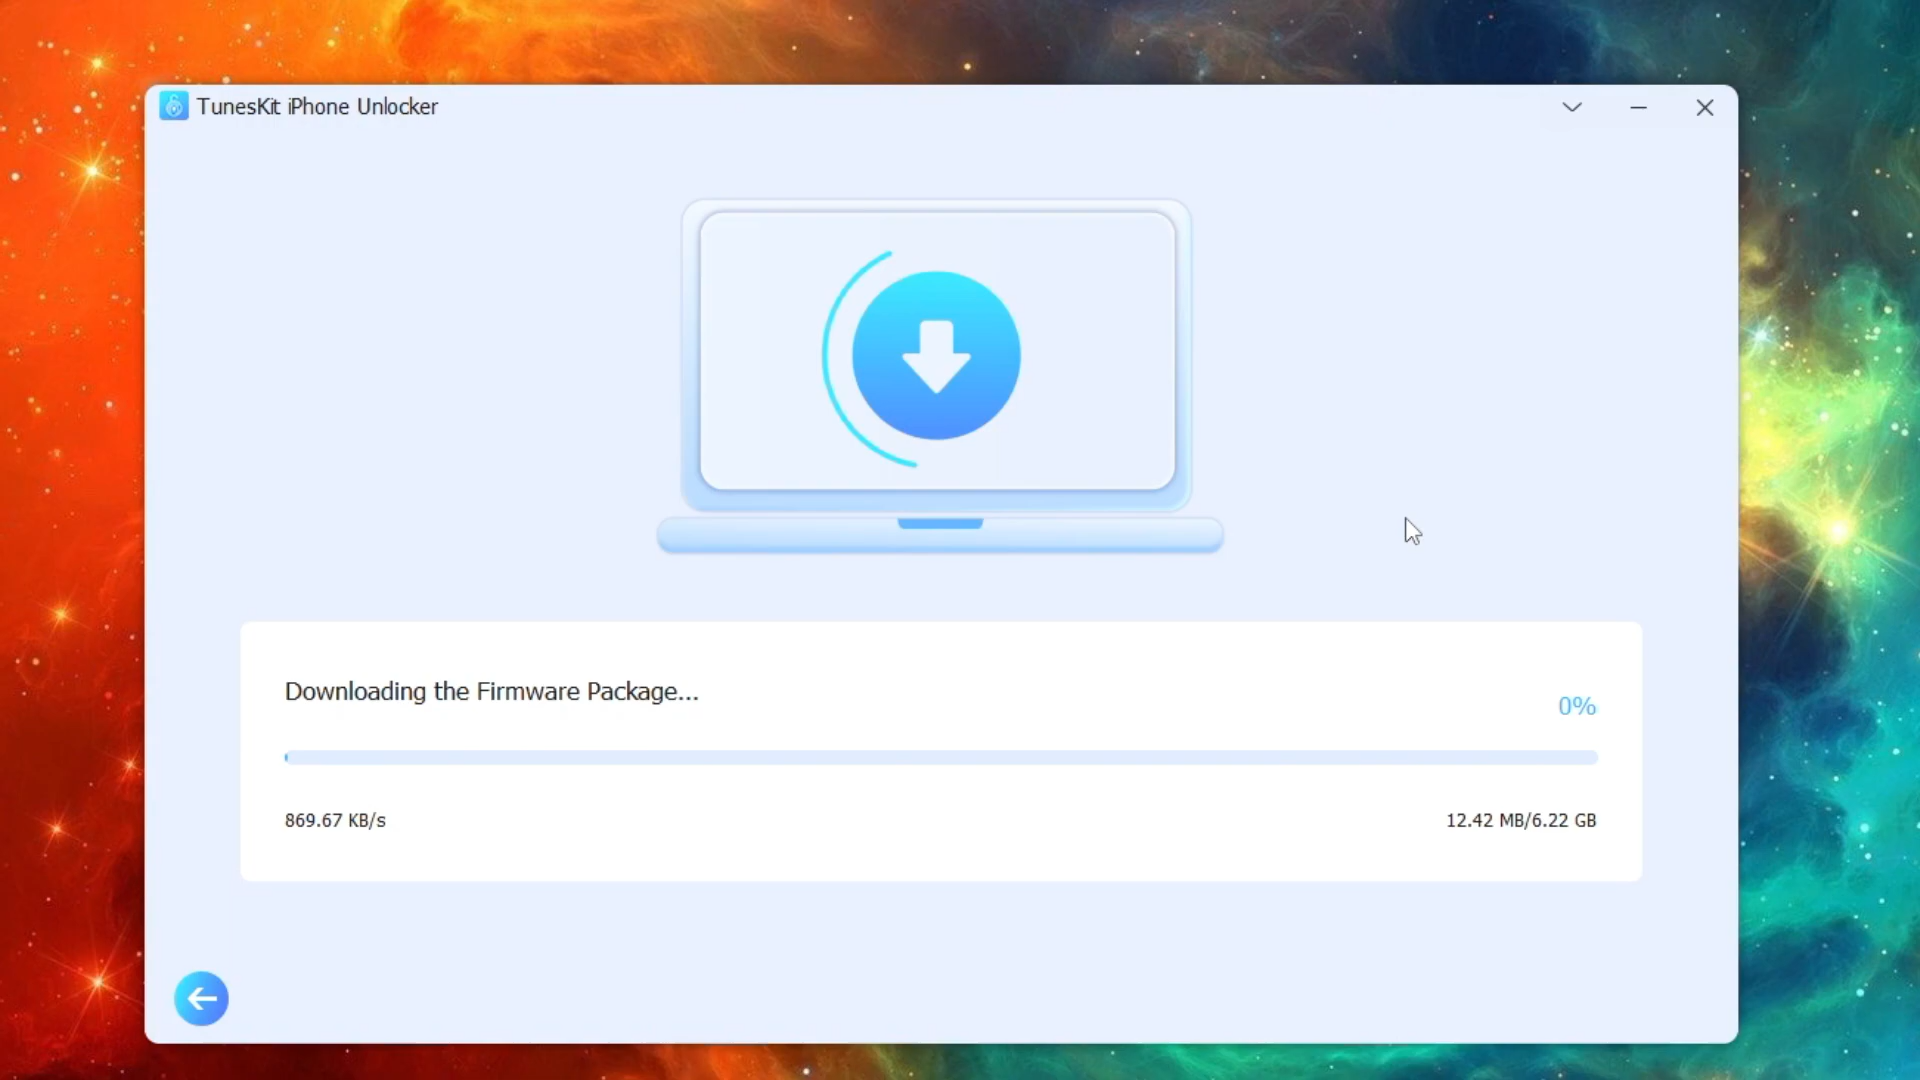 TunesKit iPhone Unlocker
Downloading the Firmware Package...
0%
869.67 KB/s
12.42 MB/6.22 GB